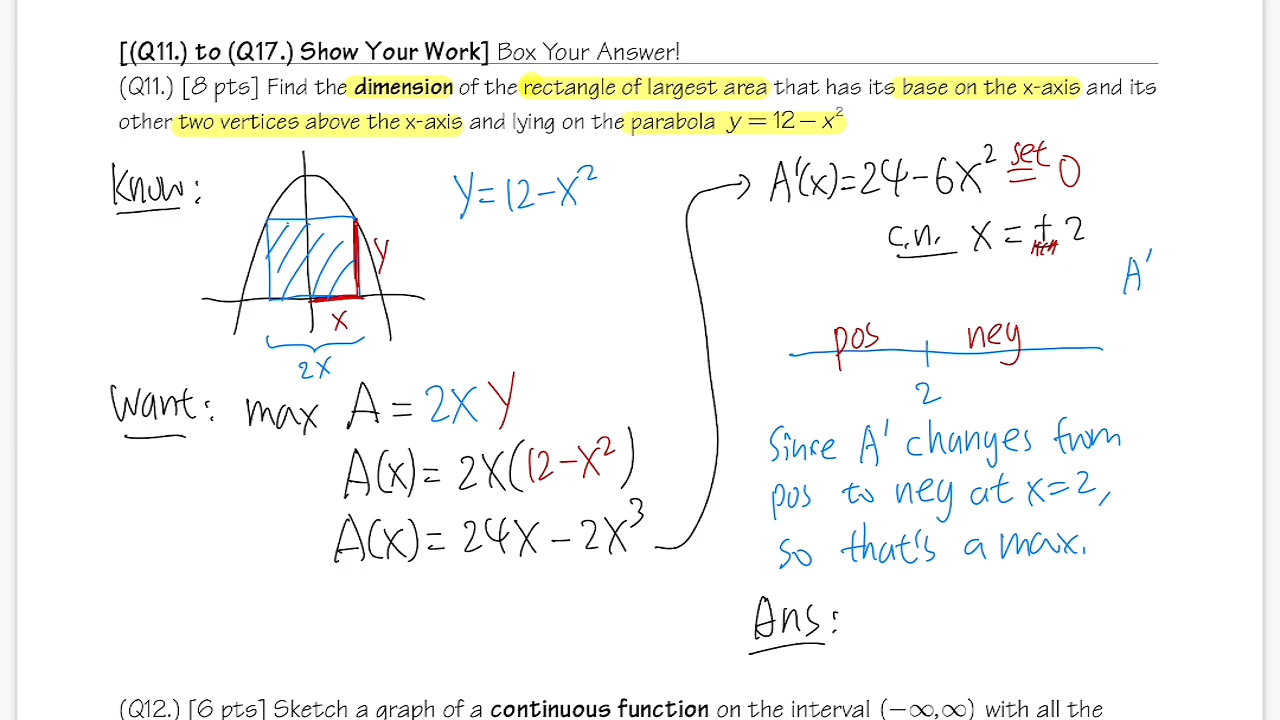 [(Q11.) to (Q17.) Show Your Work] Box Your Answer!
(Q11.) [8 pts] Find the dimension of the rectangle of largest area that has its base on the x-axis and its
other two vertices above the x-axis and lying on the parabola y = 12 − x²
Know:
y = 12 − x²
y
x
2x
Want: max A = 2x y
A(x) = 2x(12 − x²)
A(x) = 24x − 2x³
A'(x) = 24 − 6x² set = 0
c.n. x = ± 2
A'
pos neg
2
Since A' changes from
pos to neg at x=2,
so that's a max.
Ans:
(Q12.) [6 pts] Sketch a graph of a continuous function on the interval (−∞,∞) with all the